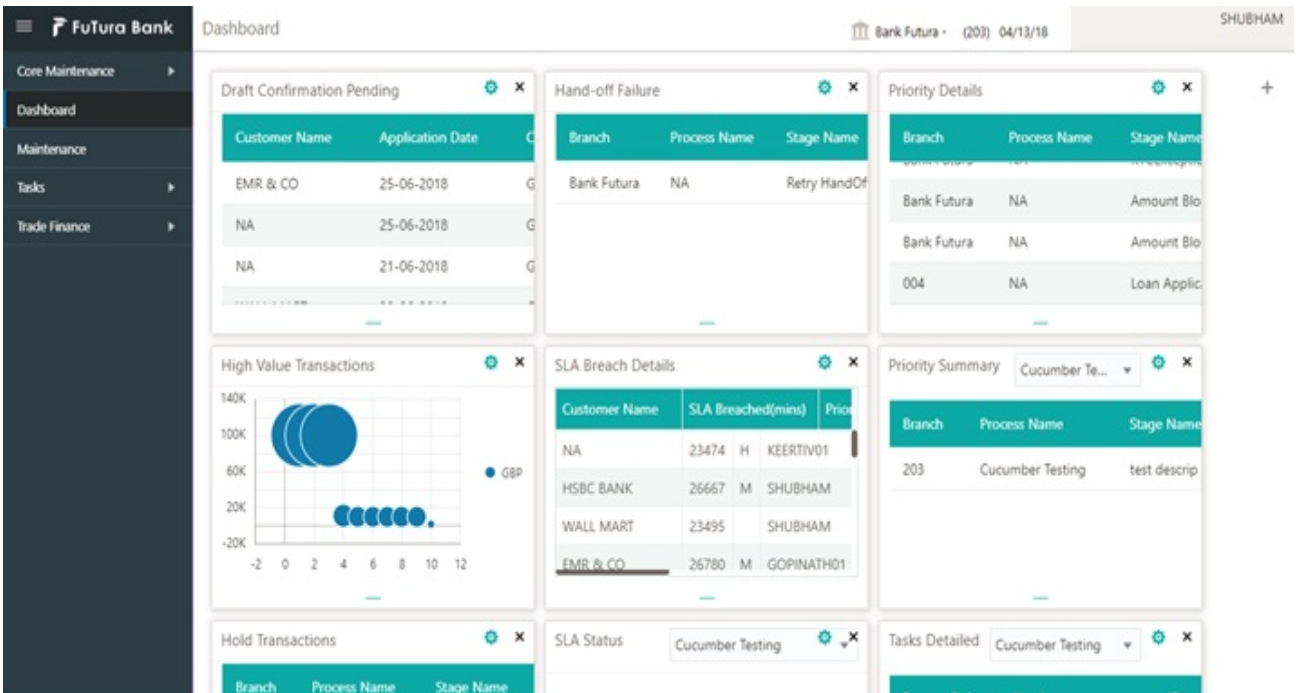 FuTura Bank
Dashboard
Bank Futura - (203) 04/13/18
SHUBHAM
Core Maintenance
Dashboard
Maintenance
Tasks
Trade Finance
Draft Confirmation Pending
Customer Name Application Date C
EMR & CO 25-06-2018 G
NA 25-06-2018 G
NA 21-06-2018 G
Hand-off Failure
Branch Process Name Stage Name
Bank Futura NA Retry HandOf
Priority Details
Branch Process Name Stage Name
Bank Futura NA Amount Blo
Bank Futura NA Amount Blo
004 NA Loan Applic
High Value Transactions
140K
100K
60K
20K
-20K
-2 0 2 4 6 8 10 12
GBP
SLA Breach Details
Customer Name SLA Breached(mins) Prior
NA 23474 H KEERTIV01
HSBC BANK 26667 M SHUBHAM
WALL MART 23495 SHUBHAM
EMR & CO 26780 M GOPINATH01
Priority Summary Cucumber Te...
Branch Process Name Stage Name
203 Cucumber Testing test descrip
Hold Transactions
Branch Process Name Stage Name
SLA Status Cucumber Testing
Tasks Detailed Cucumber Testing